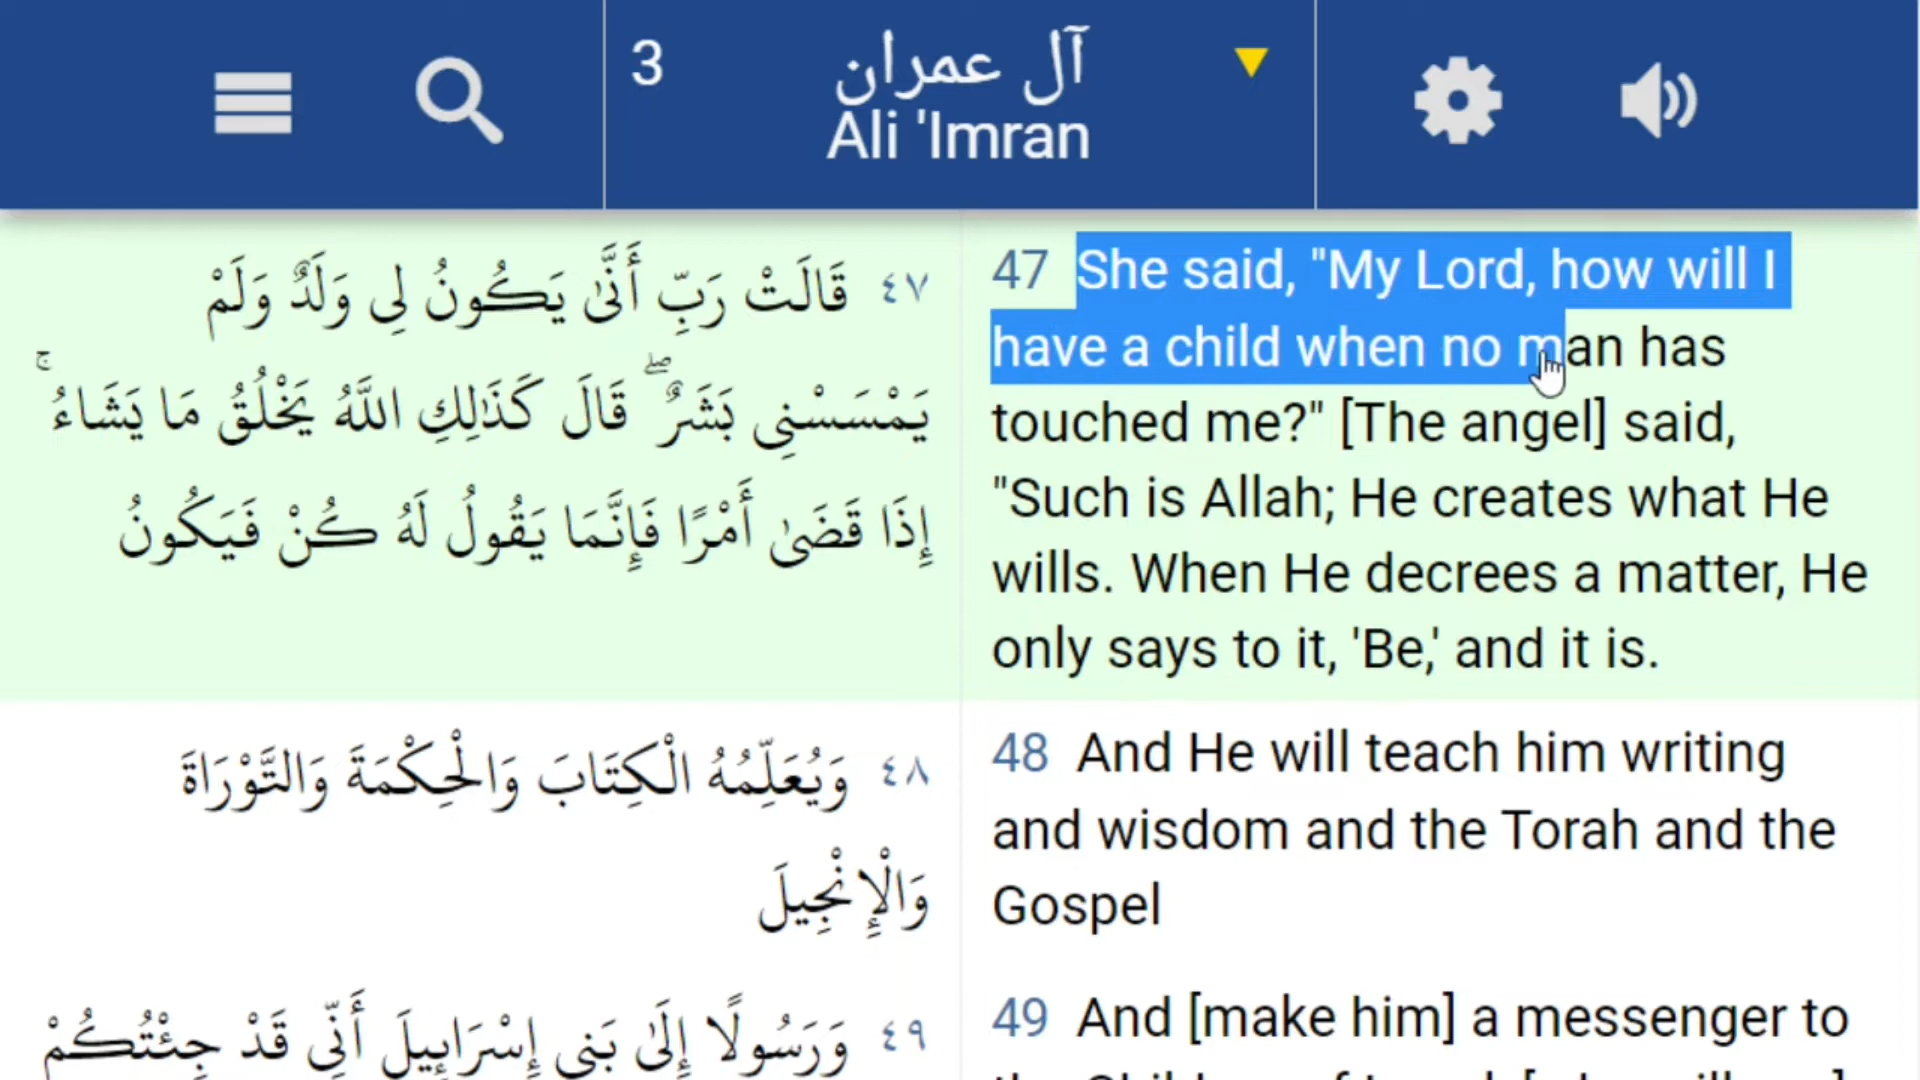 3
آل عمران
Ali 'Imran
٤٧ قَالَتْ رَبِّ أَنَّىٰ يَكُونُ لِي وَلَدٌ وَلَمْ
يَمْسَسْنِي بَشَرٌ ۖ قَالَ كَذَٰلِكِ اللَّهُ يَخْلُقُ مَا يَشَاءُ ۚ
إِذَا قَضَىٰ أَمْرًا فَإِنَّمَا يَقُولُ لَهُ كُنْ فَيَكُونُ
47 She said, "My Lord, how will I
have a child when no man has
touched me?" [The angel] said,
"Such is Allah; He creates what He
wills. When He decrees a matter, He
only says to it, 'Be,' and it is.
٤٨ وَيُعَلِّمُهُ الْكِتَابَ وَالْحِكْمَةَ وَالتَّوْرَاةَ
وَالْإِنْجِيلَ
48 And He will teach him writing
and wisdom and the Torah and the
Gospel
٤٩ وَرَسُولًا إِلَىٰ بَنِي إِسْرَائِيلَ أَنِّي قَدْ جِئْتُكُمْ
49 And [make him] a messenger to